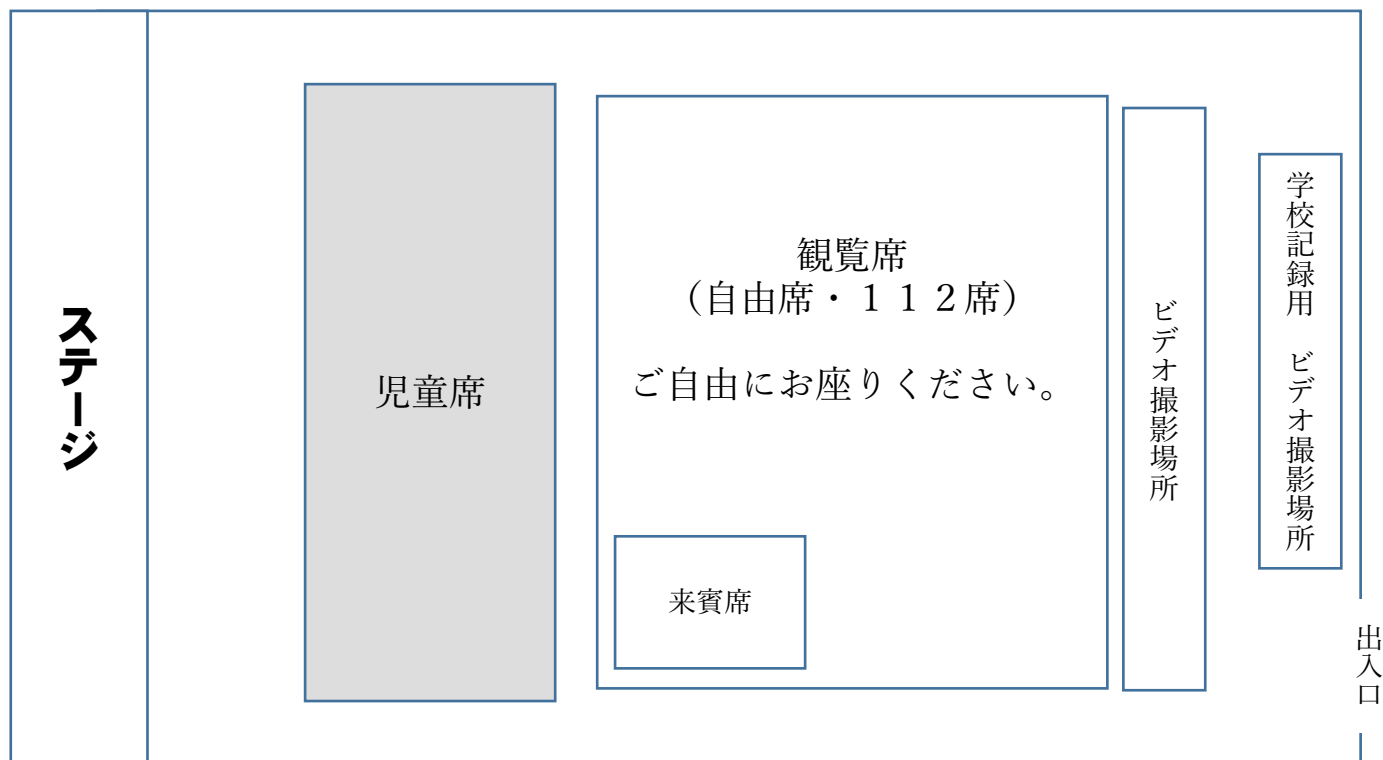 ステージ
児童席
観覧席
（自由席・１１２席）
ご自由にお座りください。
来賓席
ビデオ撮影場所
学校記録用　ビデオ撮影場所
出入口